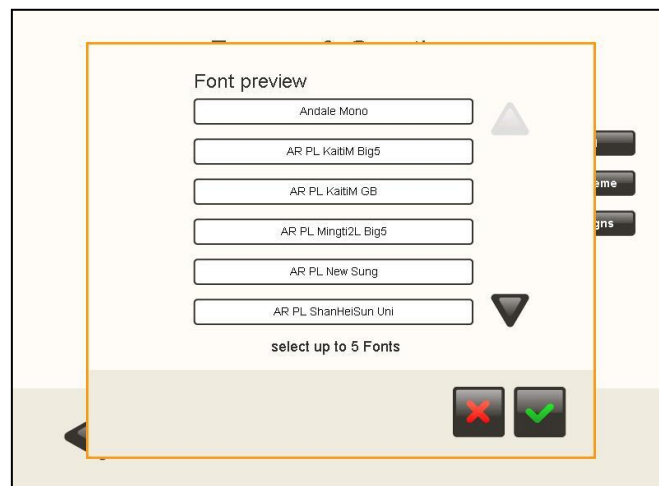 Font preview
Andale Mono
AR PL KaitiM Big5
AR PL KaitiM GB
AR PL Mingti2L Big5
AR PL New Sung
AR PL ShanHeiSun Uni
select up to 5 Fonts